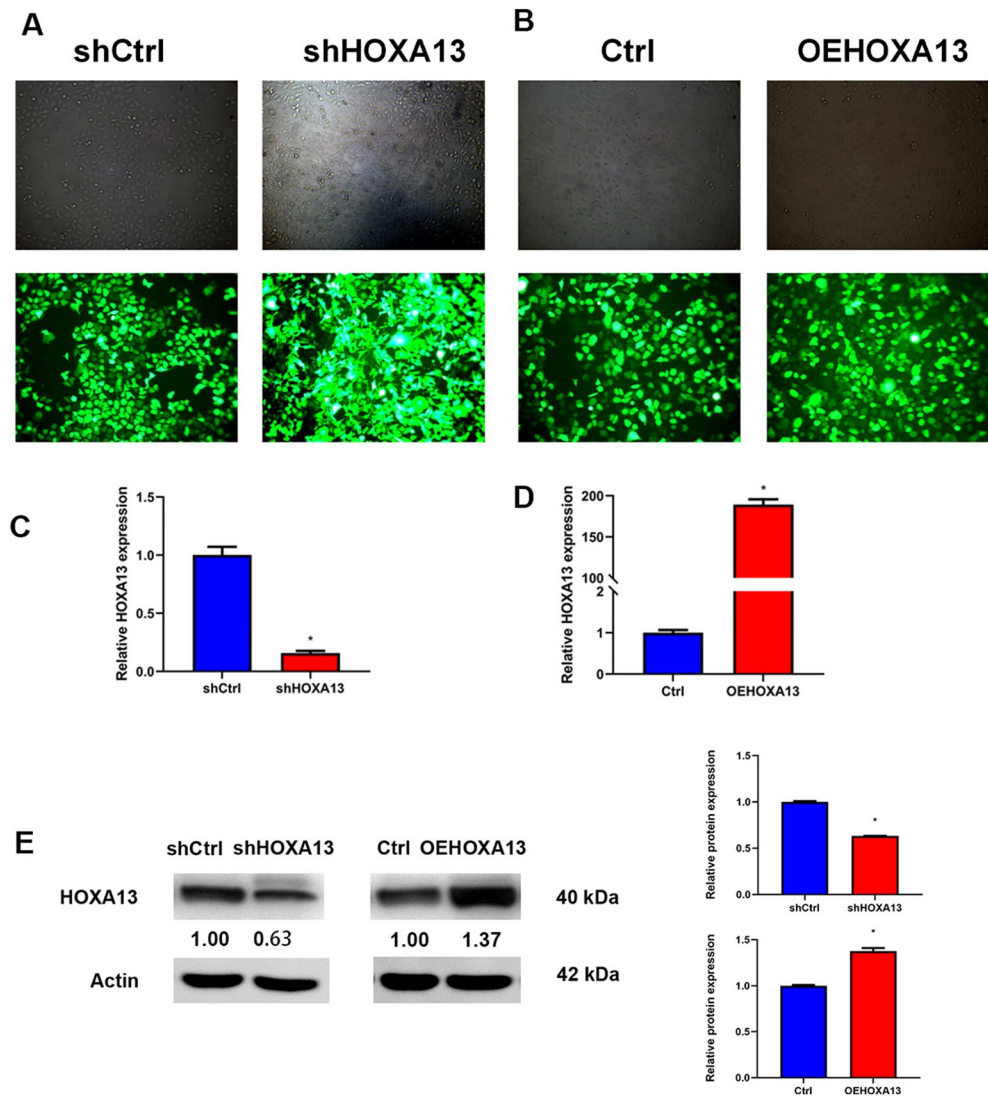 A
B
shCtrl shHOXA13
Ctrl OEHOXA13
C
Relative HOXA13 expression
1.5
1.0
0.5
0.0
*
shCtrl shHOXA13
D
Relative HOXA13 expression
200
150
100
2
1
0
*
Ctrl OEHOXA13
E
shCtrl shHOXA13 Ctrl OEHOXA13
HOXA13 40 kDa
1.00 0.63 1.00 1.37
Actin 42 kDa
Relative protein expression
1.5
1.0
0.5
0.0
*
shCtrl shHOXA13
Relative protein expression
1.5
1.0
0.5
0.0
*
Ctrl OEHOXA13